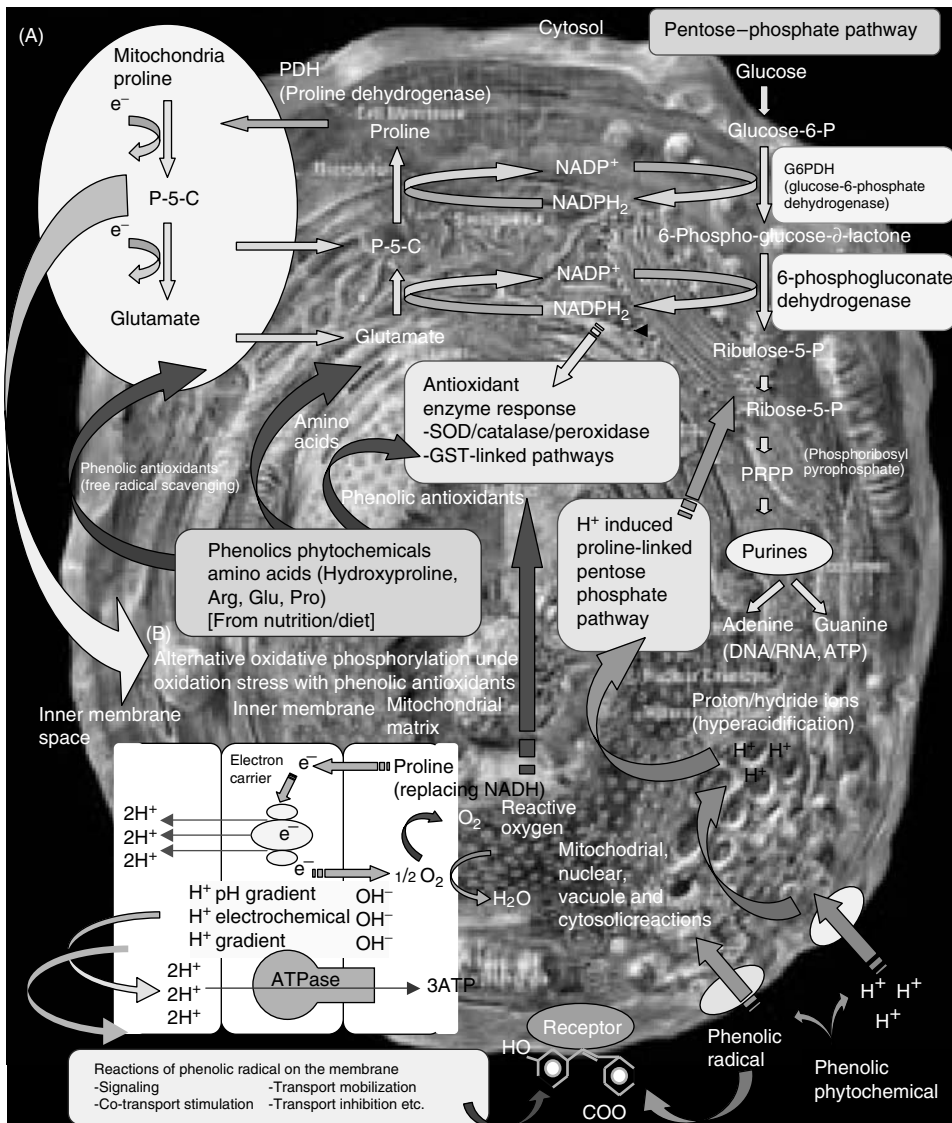 (A)
Cytosol
Pentose–phosphate pathway
Mitochondria
proline
e⁻
P-5-C
e⁻
Glutamate
PDH
(Proline dehydrogenase)
Proline
P-5-C
Glutamate
NADP⁺
NADPH₂
NADP⁺
NADPH₂
Glucose
Glucose-6-P
G6PDH
(glucose-6-phosphate
dehydrogenase)
6-Phospho-glucose-∂-lactone
6-phosphogluconate
dehydrogenase
Ribulose-5-P
Ribose-5-P
(Phosphoribosyl
pyrophosphate)
PRPP
Purines
Adenine
Guanine
(DNA/RNA, ATP)
Antioxidant
enzyme response
-SOD/catalase/peroxidase
-GST-linked pathways
Amino
acids
Phenolic antioxidants
(free radical scavenging)
Phenolic antioxidants
Phenolics phytochemicals
amino acids (Hydroxyproline,
Arg, Glu, Pro)
[From nutrition/diet]
H⁺ induced
proline-linked
pentose
phosphate
pathway
Proton/hydride ions
(hyperacidification)
H⁺ H⁺
H⁺
(B)
Alternative oxidative phosphorylation unde
oxidation stress with phenolic antioxidants
Inner membrane
space
Inner membrane
Mitochondrial
matrix
Electron
carrier
e⁻
Proline
(replacing NADH)
2H⁺
2H⁺
2H⁺
e⁻
e⁻
1/2 O₂
O₂
Reactive
oxygen
H₂O
Mitochodrial,
nuclear,
vacuole and
cytosolicreactions
H⁺ pH gradient
H⁺ electrochemical
H⁺ gradient
OH⁻
OH⁻
OH⁻
2H⁺
2H⁺
2H⁺
ATPase
3ATP
Receptor
HO
COO
Phenolic
radical
H⁺ H⁺
H⁺
Phenolic
phytochemical
Reactions of phenolic radical on the membrane
-Signaling -Transport mobilization
-Co-transport stimulation -Transport inhibition etc.